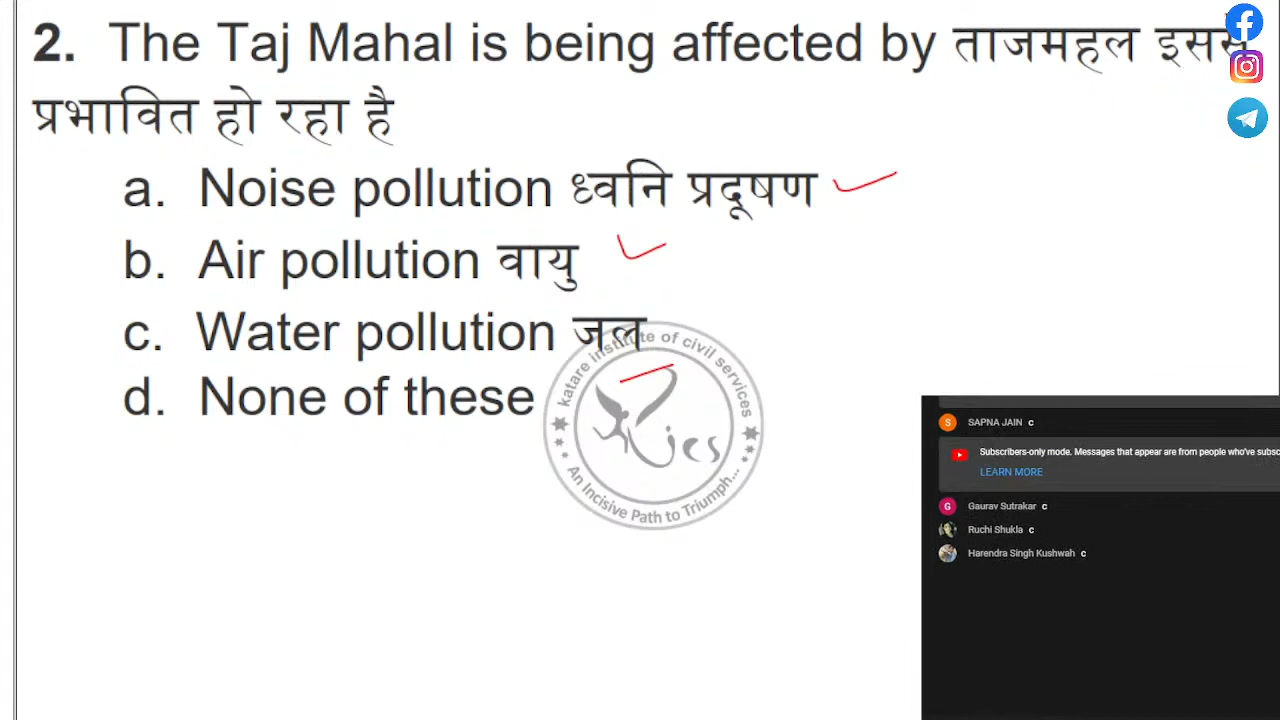 2. The Taj Mahal is being affected by ताजमहल इससे
प्रभावित हो रहा है
a. Noise pollution ध्वनि प्रदूषण
b. Air pollution वायु
c. Water pollution जल
d. None of these
katare institute of civil services
ics
An Incisive Path to Triumph...
S SAPNA JAIN c
Subscribers-only mode. Messages that appear are from people who've subsc
LEARN MORE
G Gaurav Sutrakar c
Ruchi Shukla c
Harendra Singh Kushwah c